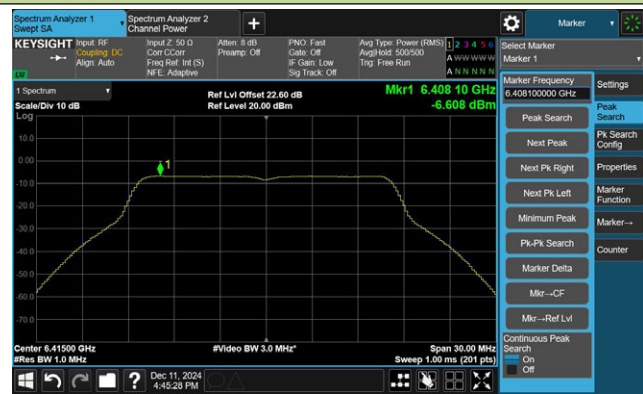 Spectrum Analyzer 1
Swept SA
Spectrum Analyzer 2
Channel Power
+
Marker
KEYSIGHT
Input: RF
Coupling: DC
Align: Auto
Input Z: 50 Ω
Corr CCorr
Freq Ref: Int (S)
NFE: Adaptive
Atten: 8 dB
Preamp: Off
PNO: Fast
Gate: Off
IF Gain: Low
Sig Track: Off
Avg Type: Power (RMS)
Avg|Hold: 500/500
Trig: Free Run
1 2 3 4 5 6
A W W W W W
A N N N N N
LW
1 Spectrum
Scale/Div 10 dB
Log
Ref Lvl Offset 22.60 dB
Ref Level 20.00 dBm
Mkr1 6.408 10 GHz
-6.608 dBm
10.0
0.00
-10.0
-20.0
-30.0
-40.0
-50.0
-60.0
-70.0
1
Center 6.41500 GHz
#Res BW 1.0 MHz
#Video BW 3.0 MHz*
Span 30.00 MHz
Sweep 1.00 ms (201 pts)
Select Marker
Marker 1
Marker Frequency
6.408100000 GHz
Peak Search
Next Peak
Next Pk Right
Next Pk Left
Minimum Peak
Pk-Pk Search
Marker Delta
Mkr→CF
Mkr→Ref Lvl
Continuous Peak
Search
On
Off
Settings
Peak
Search
Pk Search
Config
Properties
Marker
Function
Marker→
Counter
?
Dec 11, 2024
4:45:28 PM